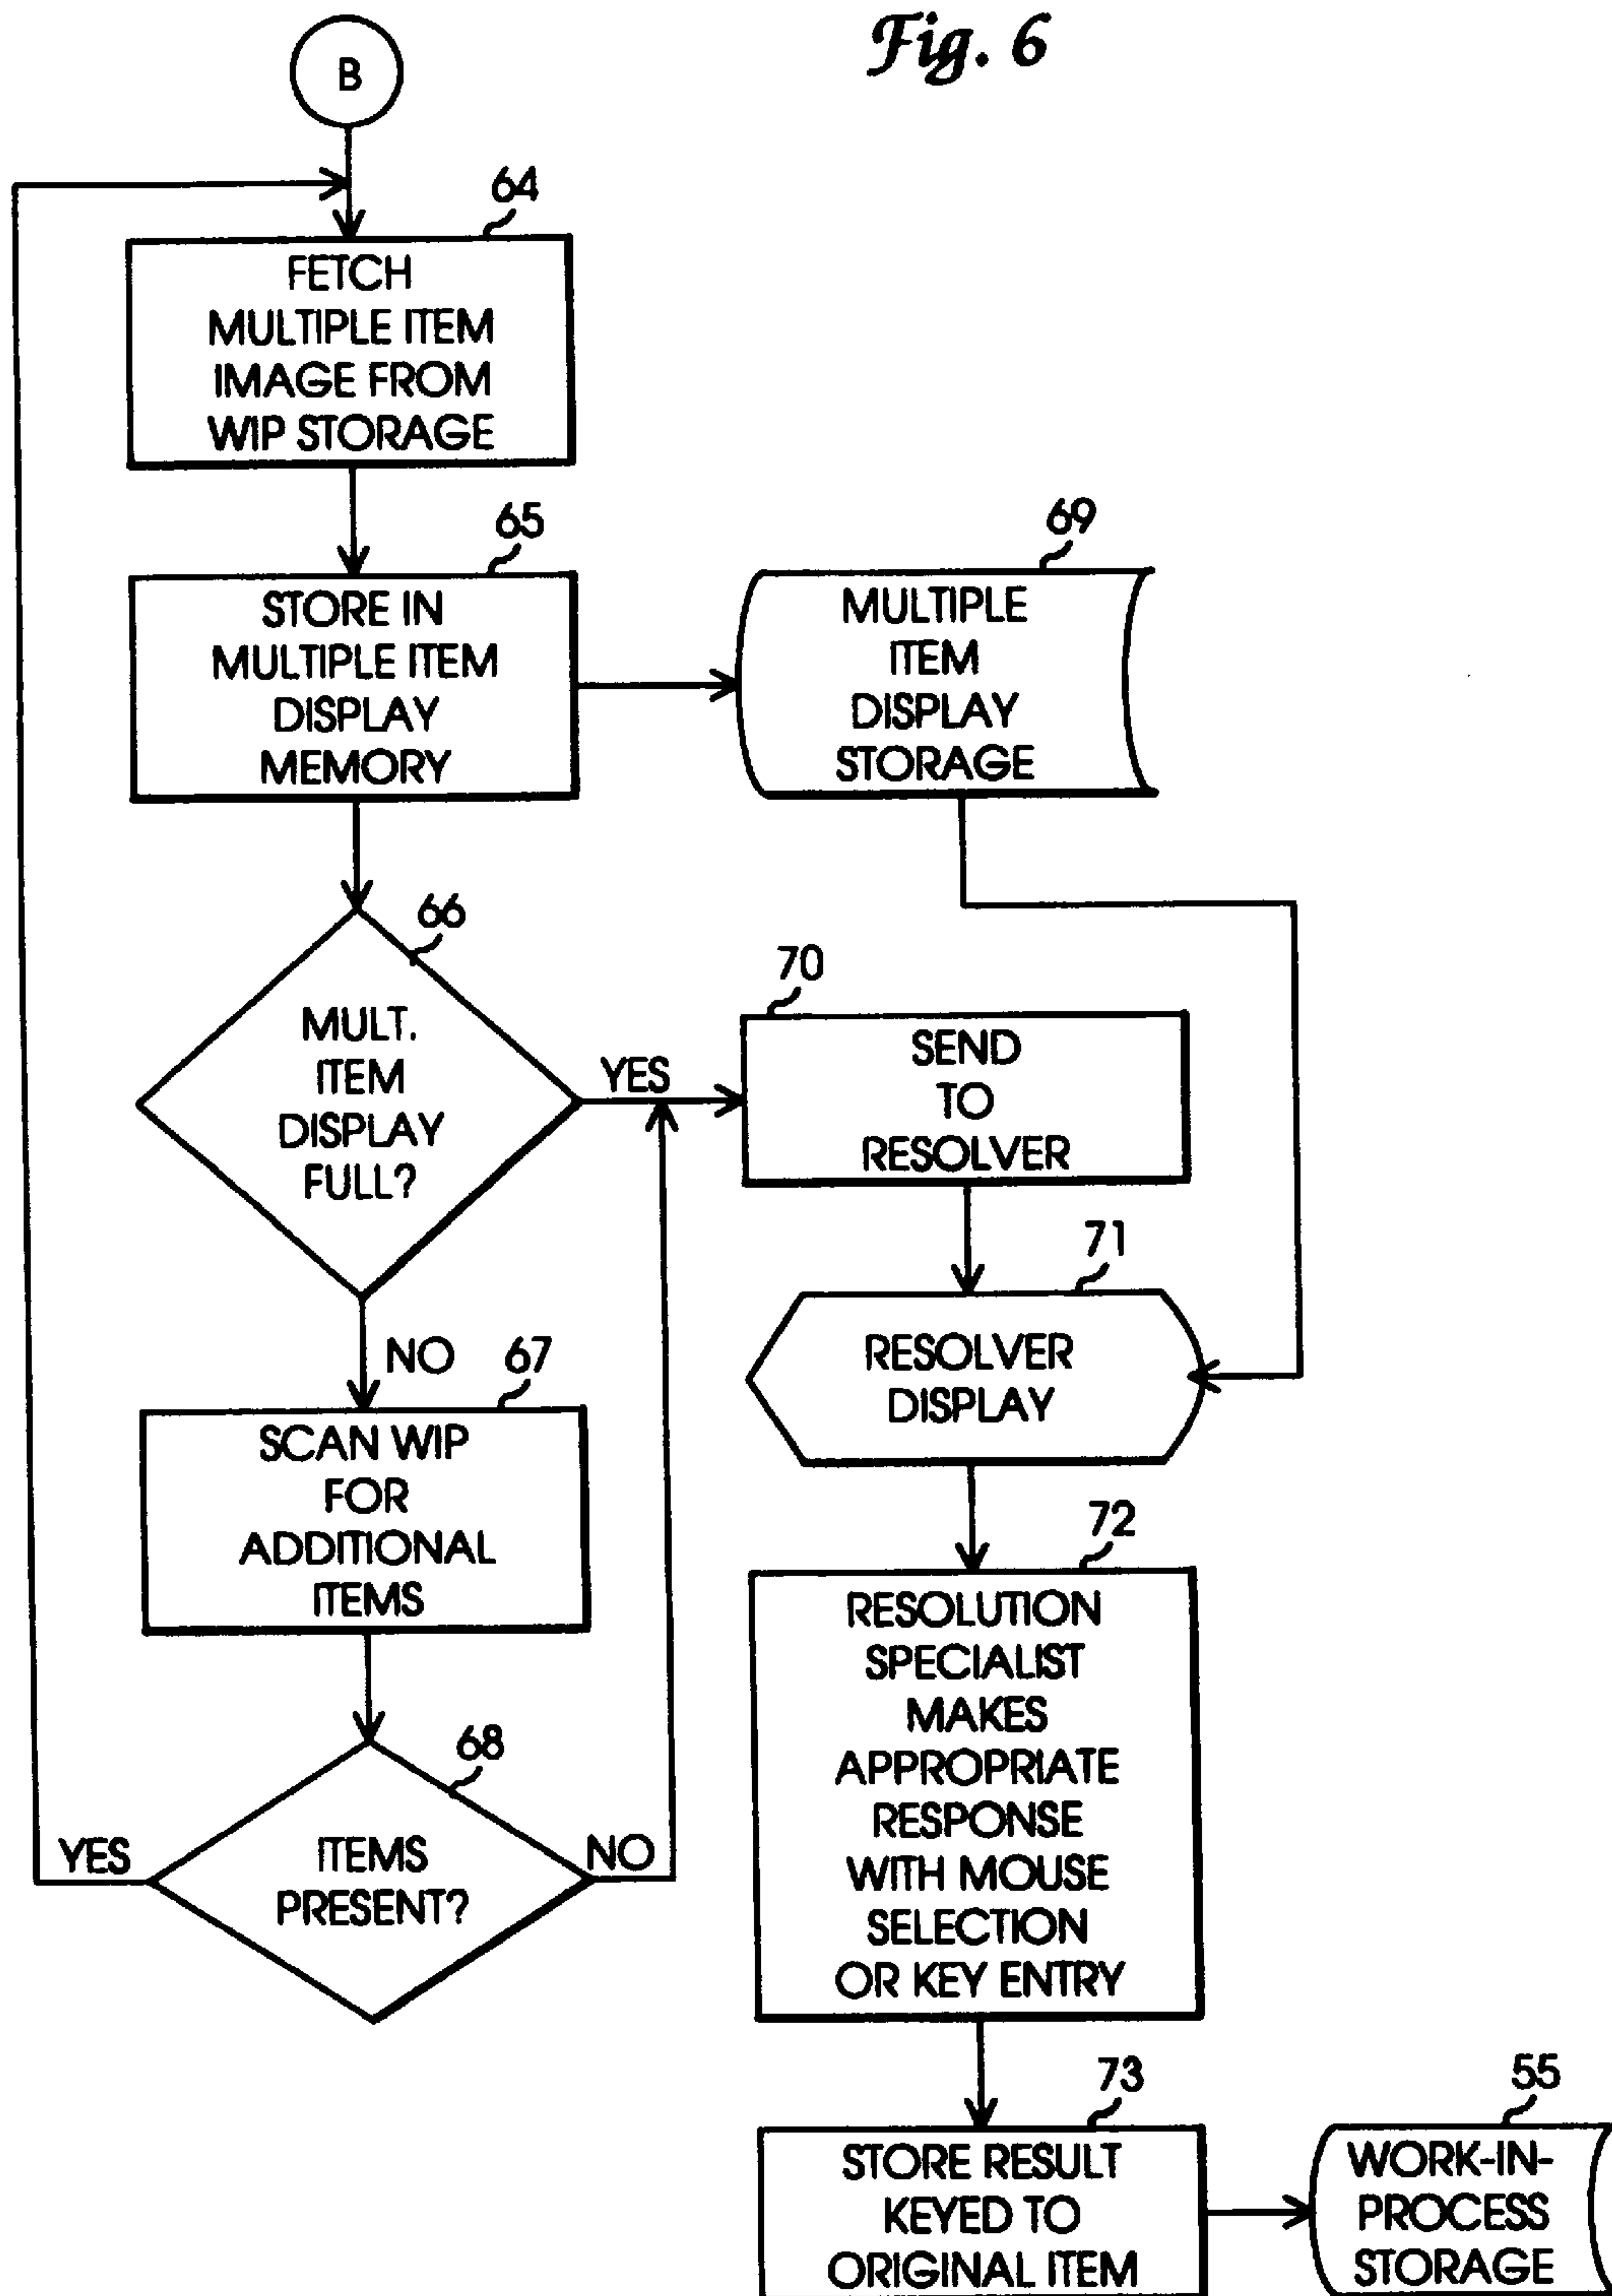 Fig. 6
B
64
FETCH
MULTIPLE ITEM
IMAGE FROM
WIP STORAGE
65
STORE IN
MULTIPLE ITEM
DISPLAY
MEMORY
69
MULTIPLE
ITEM
DISPLAY
STORAGE
66
MULT.
ITEM
DISPLAY
FULL?
YES
NO
70
SEND
TO
RESOLVER
71
RESOLVER
DISPLAY
67
SCAN WIP
FOR
ADDITIONAL
ITEMS
68
ITEMS
PRESENT?
YES
NO
72
RESOLUTION
SPECIALIST
MAKES
APPROPRIATE
RESPONSE
WITH MOUSE
SELECTION
OR KEY ENTRY
73
STORE RESULT
KEYED TO
ORIGINAL ITEM
55
WORK-IN-
PROCESS
STORAGE